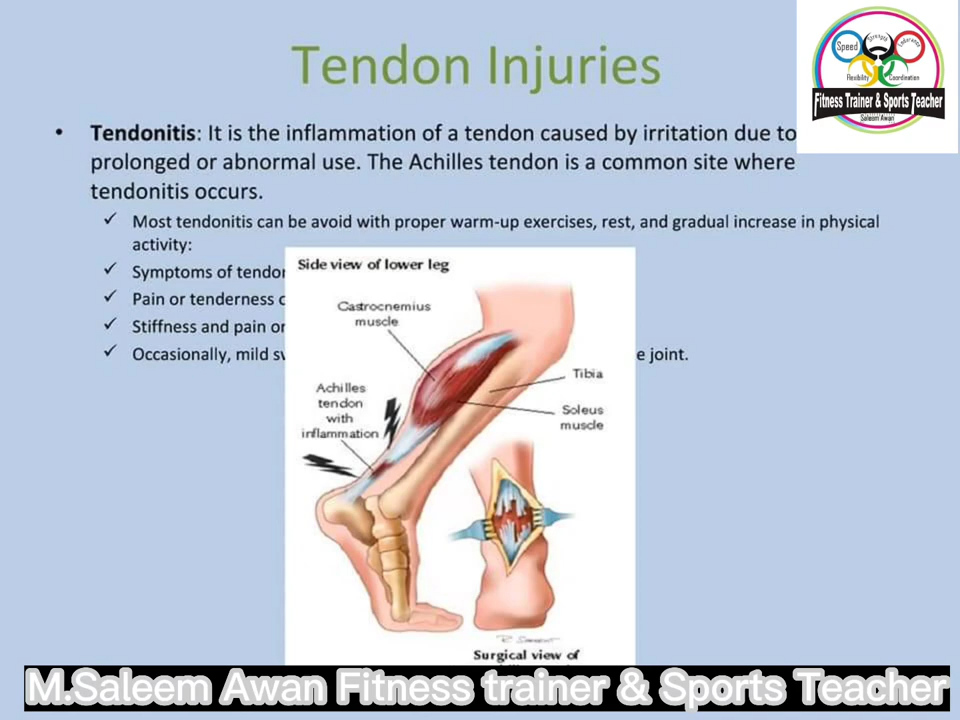 Tendon Injuries
Speed
Strength
Endurance
Flexibility
Coordination
Fitness Trainer & Sports Teacher
Saleem Awan
• Tendonitis: It is the inflammation of a tendon caused by irritation due to
prolonged or abnormal use. The Achilles tendon is a common site where
tendonitis occurs.
✓ Most tendonitis can be avoid with proper warm-up exercises, rest, and gradual increase in physical
activity:
✓ Symptoms of
✓ Pain or tenderness
✓ Stiffness and pain
✓ Occasionally, mild
e joint.
Side view of lower leg
Gastrocnemius
muscle
Tibia
Achilles
tendon
with
inflammation
Soleus
muscle
Surgical view of
M.Saleem Awan Fitness trainer & Sports Teacher